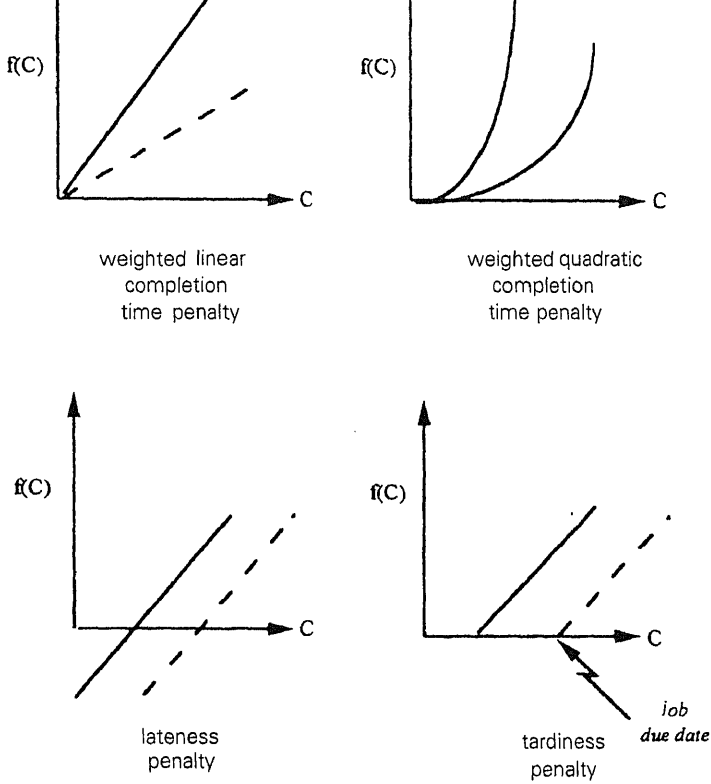 f(C)
C
weighted linear
completion
time penalty
f(C)
C
weighted quadratic
completion
time penalty
f(C)
C
lateness
penalty
f(C)
C
job
due date
tardiness
penalty